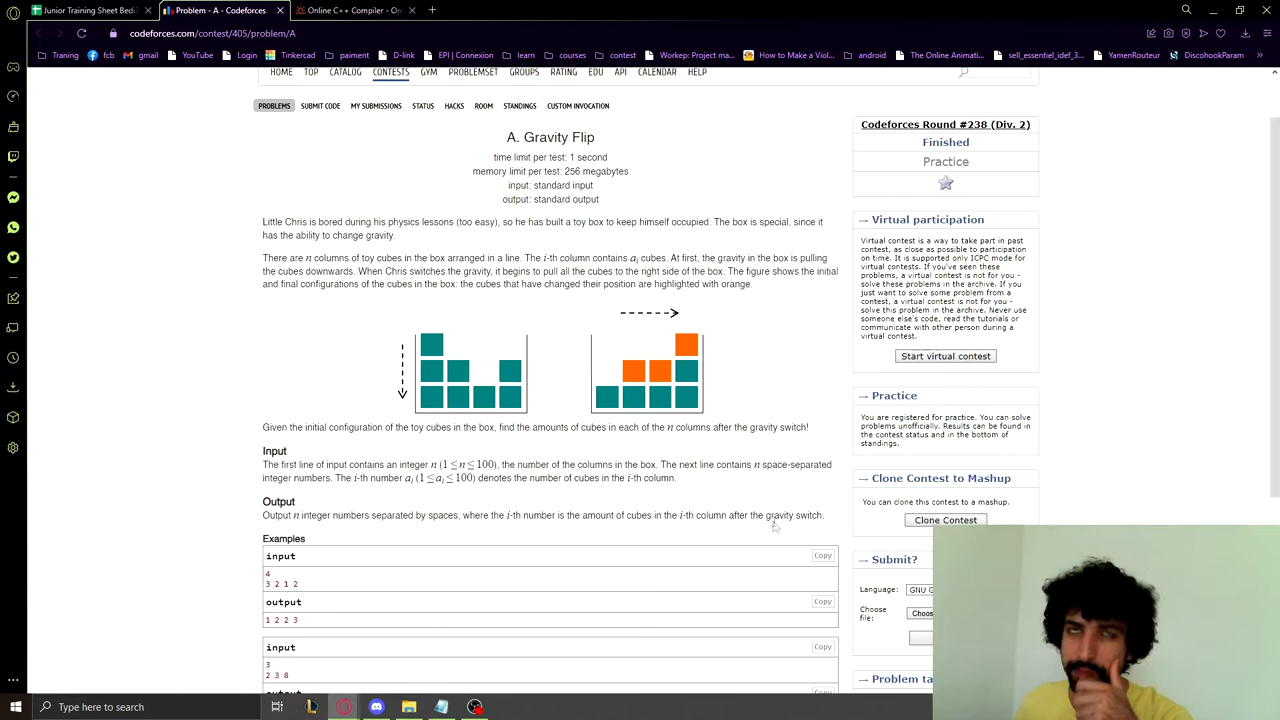 Junior Training Sheet Bedi
Problem - A - Codeforces
Online C++ Compiler - On
codeforces.com/contest/405/problem/A
Traning
fcb
gmail
YouTube
Login
Tinkercad
paiment
D-link
EPI | Connexion
learn
courses
contest
Workep: Project ma...
How to Make a Viol...
android
The Online Animati...
sell_essentiel_idef_3...
YamenRouteur
DiscohookParam
HOME TOP CATALOG CONTESTS GYM PROBLEMSET GROUPS RATING EDU API CALENDAR HELP
PROBLEMS SUBMIT CODE MY SUBMISSIONS STATUS HACKS ROOM STANDINGS CUSTOM INVOCATION
A. Gravity Flip
time limit per test: 1 second
memory limit per test: 256 megabytes
input: standard input
output: standard output
Little Chris is bored during his physics lessons (too easy), so he has built a toy box to keep himself occupied. The box is special, since it
has the ability to change gravity.
There are n columns of toy cubes in the box arranged in a line. The i-th column contains ai cubes. At first, the gravity in the box is pulling
the cubes downwards. When Chris switches the gravity, it begins to pull all the cubes to the right side of the box. The figure shows the initial
and final configurations of the cubes in the box: the cubes that have changed their position are highlighted with orange.
Given the initial configuration of the toy cubes in the box, find the amounts of cubes in each of the n columns after the gravity switch!
Input
The first line of input contains an integer n (1 ≤ n ≤ 100), the number of the columns in the box. The next line contains n space-separated
integer numbers. The i-th number ai (1 ≤ ai ≤ 100) denotes the number of cubes in the i-th column.
Output
Output n integer numbers separated by spaces, where the i-th number is the amount of cubes in the i-th column after the gravity switch.
Examples
input
Copy
4
3 2 1 2
output
Copy
1 2 2 3
input
Copy
3
2 3 8
Codeforces Round #238 (Div. 2)
Finished
Practice
→ Virtual participation
Virtual contest is a way to take part in past
contest, as close as possible to participation
on time. It is supported only ICPC mode for
virtual contests. If you've seen these
problems, a virtual contest is not for you -
solve these problems in the archive. If you
just want to solve some problem from a
contest, a virtual contest is not for you -
solve this problem in the archive. Never use
someone else's code, read the tutorials or
communicate with other person during a
virtual contest.
Start virtual contest
→ Practice
You are registered for practice. You can solve
problems unofficially. Results can be found in
the contest status and in the bottom of
standings.
→ Clone Contest to Mashup
You can clone this contest to a mashup.
Clone Contest
→ Submit?
Language:
GNU G
Choose
file:
Choos
→ Problem ta
Type here to search